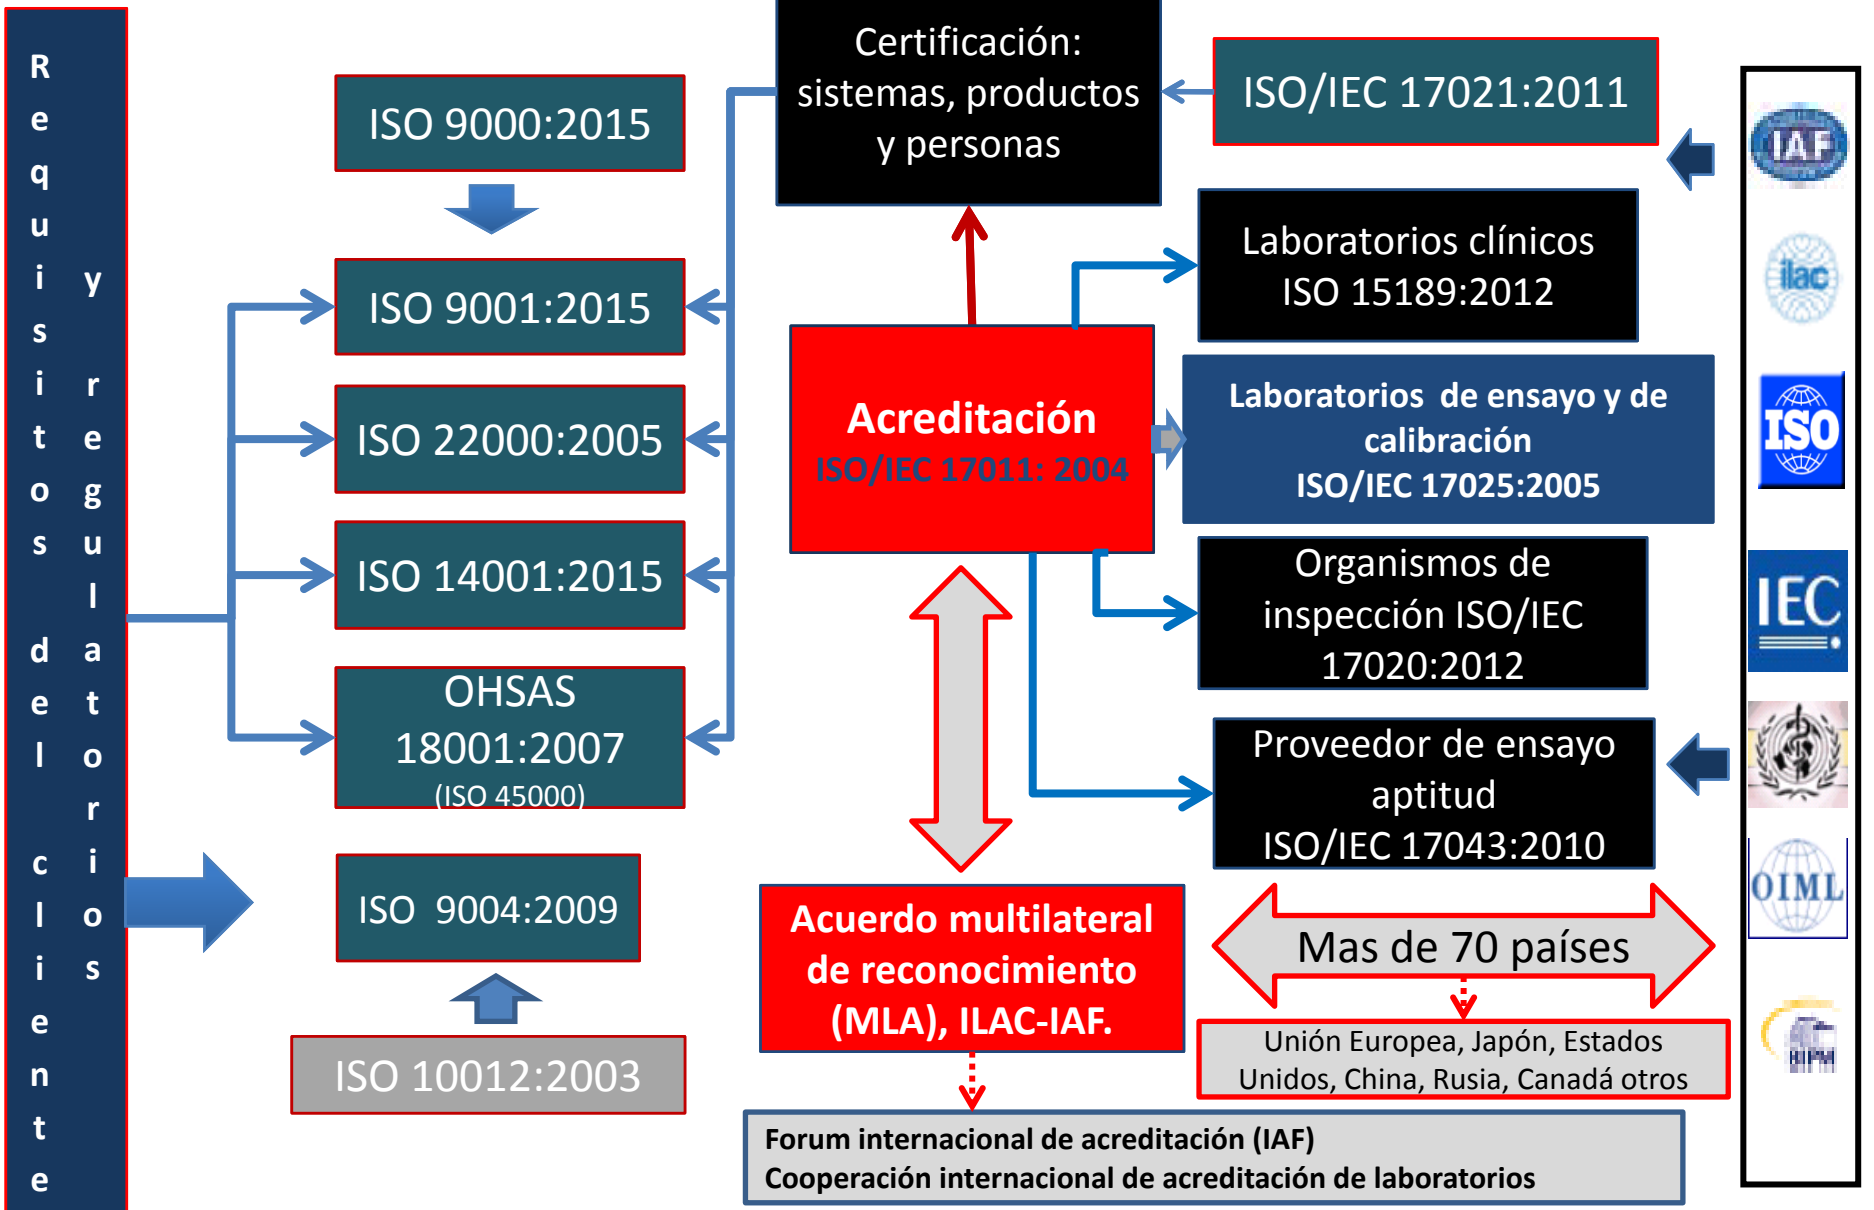 Requisitos del cliente
y regulatorios
ISO 9000:2015
ISO 9001:2015
ISO 22000:2005
ISO 14001:2015
OHSAS
18001:2007
(ISO 45000)
ISO  9004:2009
ISO 10012:2003
Certificación:
sistemas, productos
y personas
ISO/IEC 17021:2011
Acreditación
ISO/IEC 17011: 2004
Laboratorios clínicos
ISO 15189:2012
Laboratorios  de ensayo y de
calibración
ISO/IEC 17025:2005
Organismos de
inspección ISO/IEC
17020:2012
Proveedor de ensayo
aptitud
ISO/IEC 17043:2010
Acuerdo multilateral
de reconocimiento
(MLA), ILAC-IAF.
Mas de 70 países
Unión Europea, Japón, Estados
Unidos, China, Rusia, Canadá otros
Forum internacional de acreditación (IAF)
Cooperación internacional de acreditación de laboratorios
IAF
ilac
ISO
IEC
OIML
BIPM